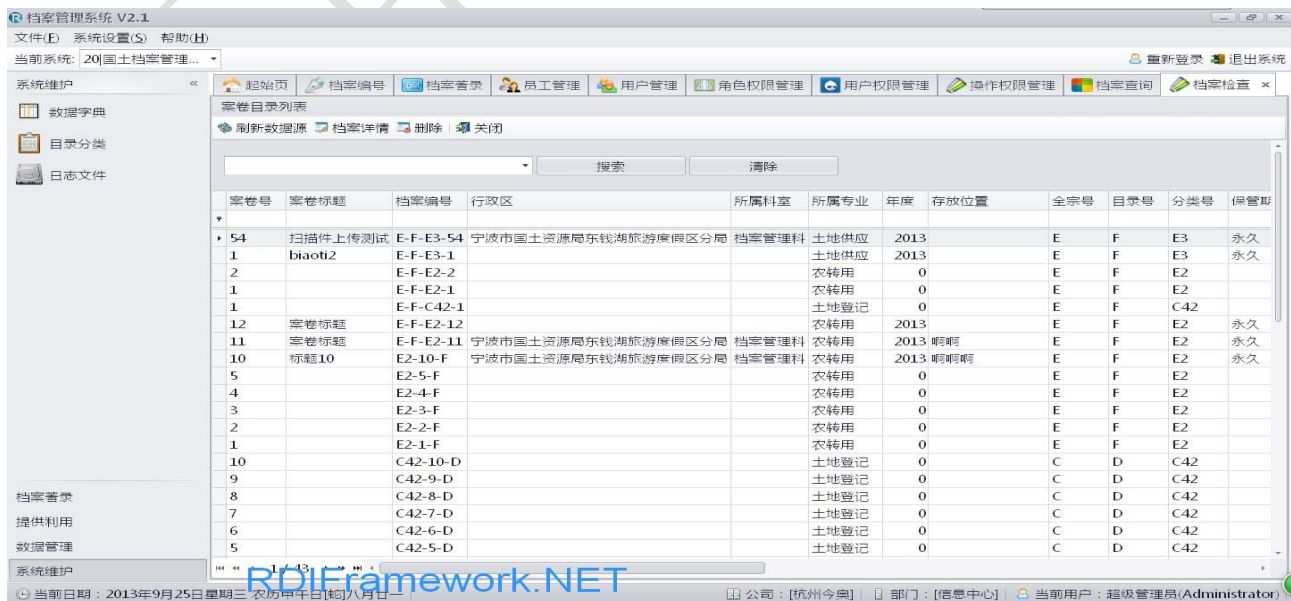 档案管理系统 V2.1
文件(F) 系统设置(S) 帮助(H)
当前系统: 20|国土档案管理... 重新登录 退出系统
系统维护 « 起始页 档案编号 档案著录 员工管理 用户管理 角色权限管理 用户权限管理 操作权限管理 档案查询 档案检查 ×
数据字典
目录分类
日志文件
案卷目录列表
刷新数据源 档案详情 删除 关闭
搜索 清除
案卷号 案卷标题 档案编号 行政区 所属科室 所属专业 年度 存放位置 全宗号 目录号 分类号 保管期
54 扫描件上传测试 E-F-E3-54 宁波市国土资源局东钱湖旅游度假区分局 档案管理科 土地供应 2013 E F E3 永久
1 biaoti2 E-F-E3-1 土地供应 2013 E F E3 永久
2 E-F-E2-2 农转用 0 E F E2
1 E-F-E2-1 农转用 0 E F E2
1 E-F-C42-1 土地登记 0 E F C42
12 案卷标题 E-F-E2-12 农转用 2013 E F E2 永久
11 案卷标题 E-F-E2-11 宁波市国土资源局东钱湖旅游度假区分局 档案管理科 农转用 2013 啊啊 E F E2 永久
10 标题10 E2-10-F 宁波市国土资源局东钱湖旅游度假区分局 档案管理科 农转用 2013 啊啊啊 E F E2 永久
5 E2-5-F 农转用 0 E F E2
4 E2-4-F 农转用 0 E F E2
3 E2-3-F 农转用 0 E F E2
2 E2-2-F 农转用 0 E F E2
1 E2-1-F 农转用 0 E F E2
10 C42-10-D 土地登记 0 C D C42
9 C42-9-D 土地登记 0 C D C42
8 C42-8-D 土地登记 0 C D C42
7 C42-7-D 土地登记 0 C D C42
6 C42-6-D 土地登记 0 C D C42
5 C42-5-D 土地登记 0 C D C42
档案著录
提供利用
数据管理
系统维护
1 / 43
RDIFramework.NET
当前日期：2013年9月25日星期三 农历甲午日[蛇]八月廿一 公司：[杭州今奥] 部门：[信息中心] 当前用户：超级管理员(Administrator)